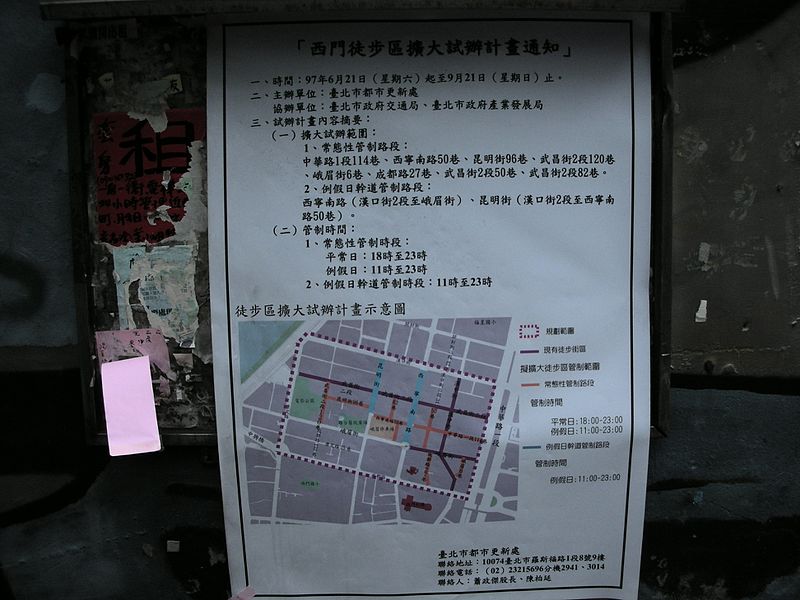 「西門徒步區擴大試辦計畫通知」
一、時間：97年6月21日（星期六）起至9月21日（星期日）止。
二、主辦單位：臺北市都市更新處
協辦單位：臺北市政府交通局、臺北市政府產業發展局
三、試辦計畫內容摘要：
（一）擴大試辦範圍：
1、常態性管制路段：
中華路1段114巷、西寧南路50巷、昆明街96巷、武昌街2段120巷
、峨眉街6巷、成都路27巷、武昌街2段50巷、武昌街2段82巷。
2、例假日幹道管制路段：
西寧南路（漢口街2段至峨眉街）、昆明街（漢口街2段至西寧南
路50巷）。
（二）管制時間：
1、常態性管制時段：
平常日：18時至23時
例假日：11時至23時
2、例假日幹道管制時段：11時至23時
徒步區擴大試辦計畫示意圖
規劃範圍
現有徒步街區
擬擴大徒步區管制範圍
常態性管制路段
管制時間
平常日:18:00-23:00
例假日:11:00-23:00
例假日幹道管制路段
管制時間
例假日:11:00-23:00
昆明街
西寧南路
中華路一段
峨眉街
臺北市都市更新處
聯絡地址：10074臺北市羅斯福路1段8號9樓
聯絡電話：（02）23215696分機2941、3014
聯絡人：蕭政傑股長、陳柏廷
租